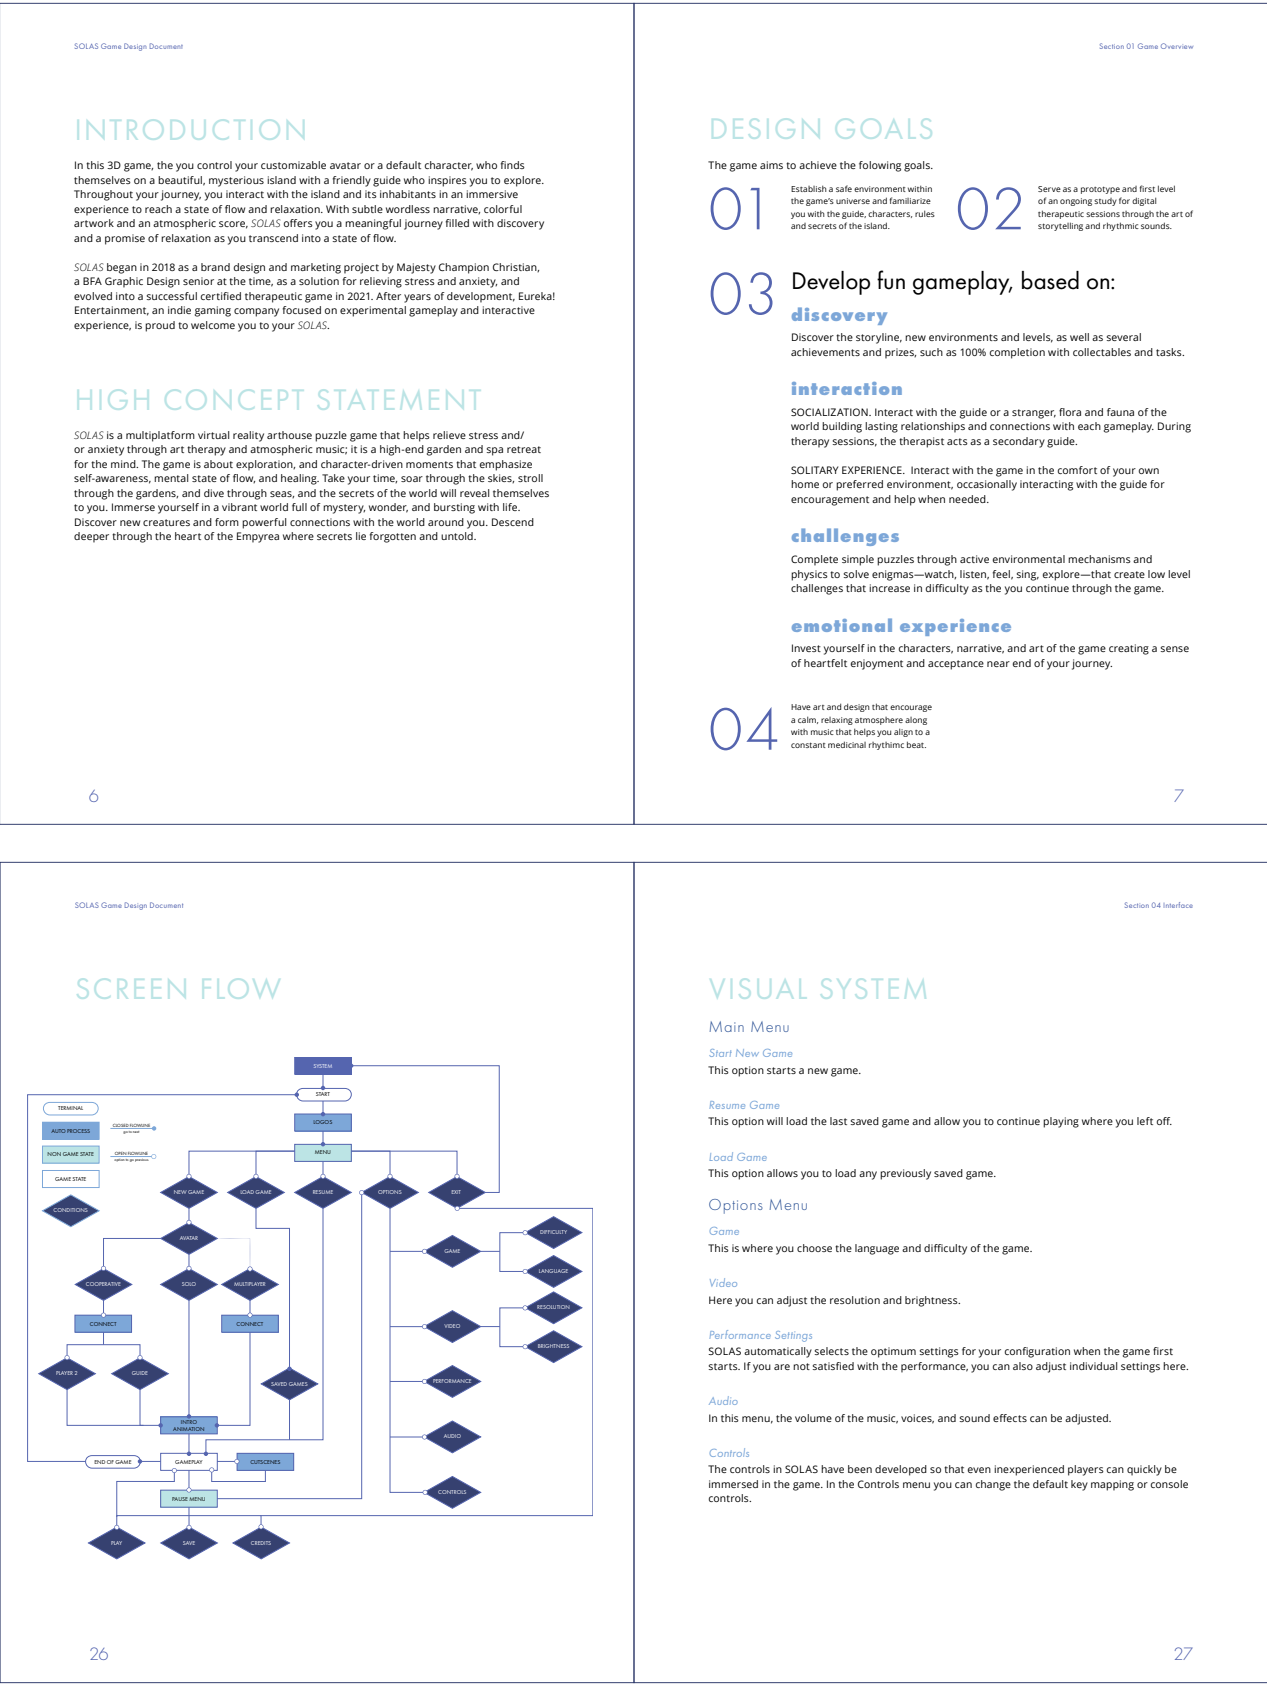 SOLAS Game Design Document
INTRODUCTION
In this 3D game, the you control your customizable avatar or a default character, who finds
themselves on a beautiful, mysterious island with a friendly guide who inspires you to explore.
Throughout your journey, you interact with the island and its inhabitants in an immersive
experience to reach a state of flow and relaxation. With subtle wordless narrative, colorful
artwork and an atmospheric score, SOLAS offers you a meaningful journey filled with discovery
and a promise of relaxation as you transcend into a state of flow.
SOLAS began in 2018 as a brand design and marketing project by Majesty Champion Christian,
a BFA Graphic Design senior at the time, as a solution for relieving stress and anxiety, and
evolved into a successful certified therapeutic game in 2021. After years of development, Eureka!
Entertainment, an indie gaming company focused on experimental gameplay and interactive
experience, is proud to welcome you to your SOLAS.
HIGH CONCEPT STATEMENT
SOLAS is a multiplatform virtual reality arthouse puzzle game that helps relieve stress and/
or anxiety through art therapy and atmospheric music; it is a high-end garden and spa retreat
for the mind. The game is about exploration, and character-driven moments that emphasize
self-awareness, mental state of flow, and healing. Take your time, soar through the skies, stroll
through the gardens, and dive through seas, and the secrets of the world will reveal themselves
to you. Immerse yourself in a vibrant world full of mystery, wonder, and bursting with life.
Discover new creatures and form powerful connections with the world around you. Descend
deeper through the heart of the Empyrea where secrets lie forgotten and untold.
6
Section 01 Game Overview
DESIGN GOALS
The game aims to achieve the folowing goals.
01
Establish a safe environment within
the game's universe and familiarize
you with the guide, characters, rules
and secrets of the island.
02
Serve as a prototype and first level
of an ongoing study for digital
therapeutic sessions through the art of
storytelling and rhythmic sounds.
03
Develop fun gameplay, based on:
discovery
Discover the storyline, new environments and levels, as well as several
achievements and prizes, such as 100% completion with collectables and tasks.
interaction
SOCIALIZATION. Interact with the guide or a stranger, flora and fauna of the
world building lasting relationships and connections with each gameplay. During
therapy sessions, the therapist acts as a secondary guide.
SOLITARY EXPERIENCE. Interact with the game in the comfort of your own
home or preferred environment, occasionally interacting with the guide for
encouragement and help when needed.
challenges
Complete simple puzzles through active environmental mechanisms and
physics to solve enigmas—watch, listen, feel, sing, explore—that create low level
challenges that increase in difficulty as the you continue through the game.
emotional experience
Invest yourself in the characters, narrative, and art of the game creating a sense
of heartfelt enjoyment and acceptance near end of your journey.
04
Have art and design that encourage
a calm, relaxing atmosphere along
with music that helps you align to a
constant medicinal rhythimc beat.
7
SOLAS Game Design Document
SCREEN FLOW
SYSTEM
START
TERMINAL
AUTO PROCESS
CLOSED FLOWLINE
go to next
NON GAME STATE
OPEN FLOWLINE
option to go previous
GAME STATE
CONDITIONS
LOGOS
MENU
NEW GAME
LOAD GAME
RESUME
OPTIONS
EXIT
AVATAR
GAME
DIFFICULTY
LANGUAGE
COOPERATIVE
SOLO
MULTIPLAYER
RESOLUTION
CONNECT
CONNECT
VIDEO
BRIGHTNESS
PLAYER 2
GUIDE
SAVED GAMES
PERFORMANCE
INTRO
ANIMATION
AUDIO
END OF GAME
GAMEPLAY
CUTSCENES
PAUSE MENU
CONTROLS
PLAY
SAVE
CREDITS
26
Section 04 Interface
VISUAL SYSTEM
Main Menu
Start New Game
This option starts a new game.
Resume Game
This option will load the last saved game and allow you to continue playing where you left off.
Load Game
This option allows you to load any previously saved game.
Options Menu
Game
This is where you choose the language and difficulty of the game.
Video
Here you can adjust the resolution and brightness.
Performance Settings
SOLAS automatically selects the optimum settings for your configuration when the game first
starts. If you are not satisfied with the performance, you can also adjust individual settings here.
Audio
In this menu, the volume of the music, voices, and sound effects can be adjusted.
Controls
The controls in SOLAS have been developed so that even inexperienced players can quickly be
immersed in the game. In the Controls menu you can change the default key mapping or console
controls.
27